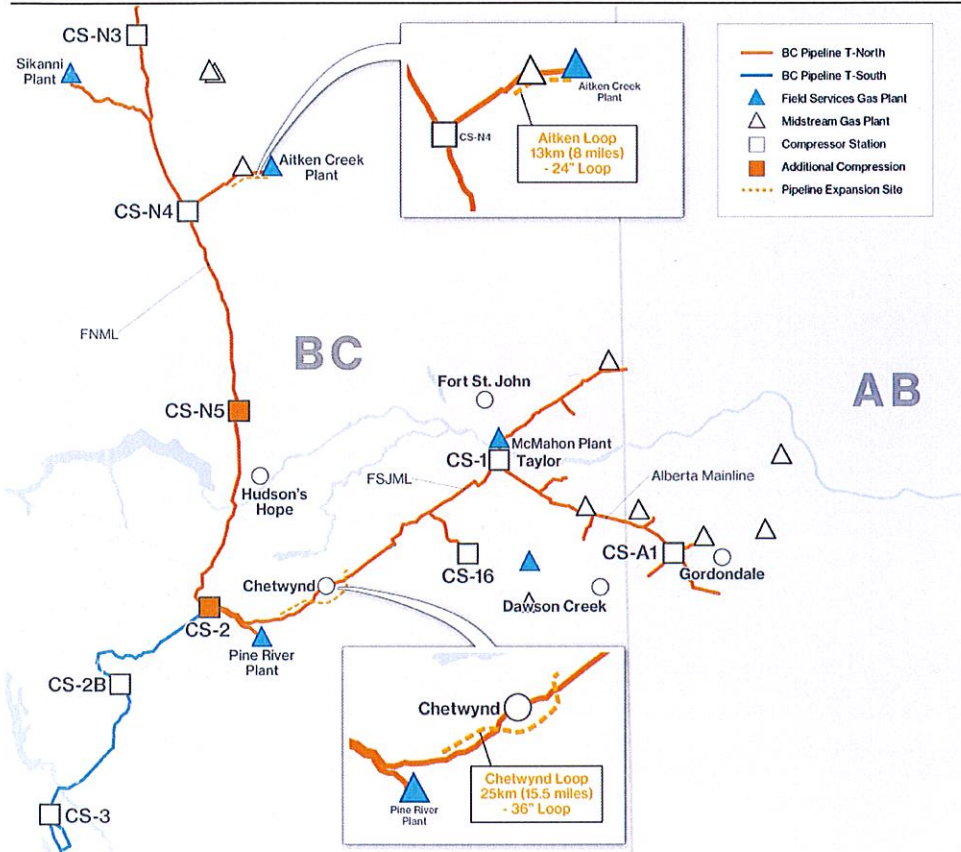 CS-N3
Sikanni
Plant
Aitken Creek
Plant
CS-N4
FNML
CS-N4
Aitken Creek
Plant
Aitken Loop
13km (8 miles)
- 24" Loop
BC Pipeline T-North
BC Pipeline T-South
Field Services Gas Plant
Midstream Gas Plant
Compressor Station
Additional Compression
Pipeline Expansion Site
BC
AB
Fort St. John
CS-N5
McMahon Plant
CS-1
Taylor
Hudson's
Hope
FSJML
Alberta Mainline
CS-16
CS-A1
Gordondale
Chetwynd
Dawson Creek
CS-2
Pine River
Plant
CS-2B
CS-3
Chetwynd
Pine River
Plant
Chetwynd Loop
25km (15.5 miles)
- 36" Loop